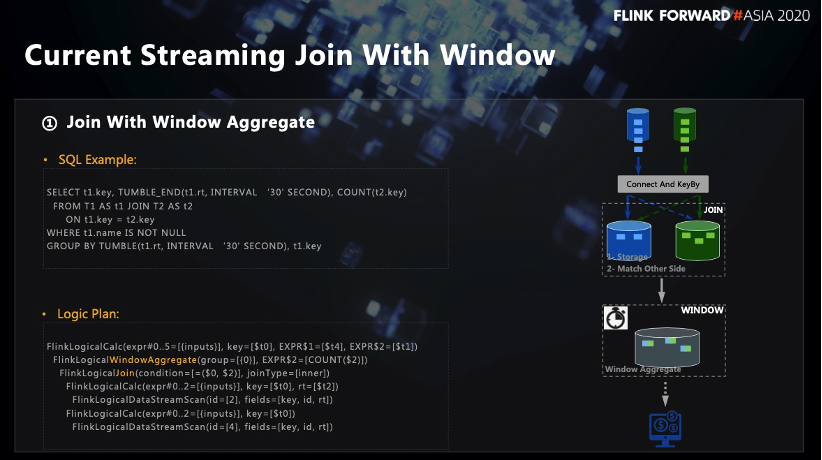 FLINK FORWARD #ASIA 2020
Current Streaming Join With Window
① Join With Window Aggregate
• SQL Example:
SELECT t1.key, TUMBLE_END(t1.rt, INTERVAL '30' SECOND), COUNT(t2.key)
FROM T1 AS t1 JOIN T2 AS t2
ON t1.key = t2.key
WHERE t1.name IS NOT NULL
GROUP BY TUMBLE(t1.rt, INTERVAL '30' SECOND), t1.key
• Logic Plan:
FlinkLogicalCalc(expr#0..5=[{inputs}], key=[$t0], EXPR$1=[$t4], EXPR$2=[$t1])
FlinkLogicalWindowAggregate(group=[{0}], EXPR$2=[COUNT($2)])
FlinkLogicalJoin(condition=[=($0, $2)], joinType=[inner])
FlinkLogicalCalc(expr#0..2=[{inputs}], key=[$t0], rt=[$t2])
FlinkLogicalDataStreamScan(id=[2], fields=[key, id, rt])
FlinkLogicalCalc(expr#0..2=[{inputs}], key=[$t0])
FlinkLogicalDataStreamScan(id=[4], fields=[key, id, rt])
Connect And KeyBy
JOIN
1- Storage
2- Match Other Side
WINDOW
Window Aggregate